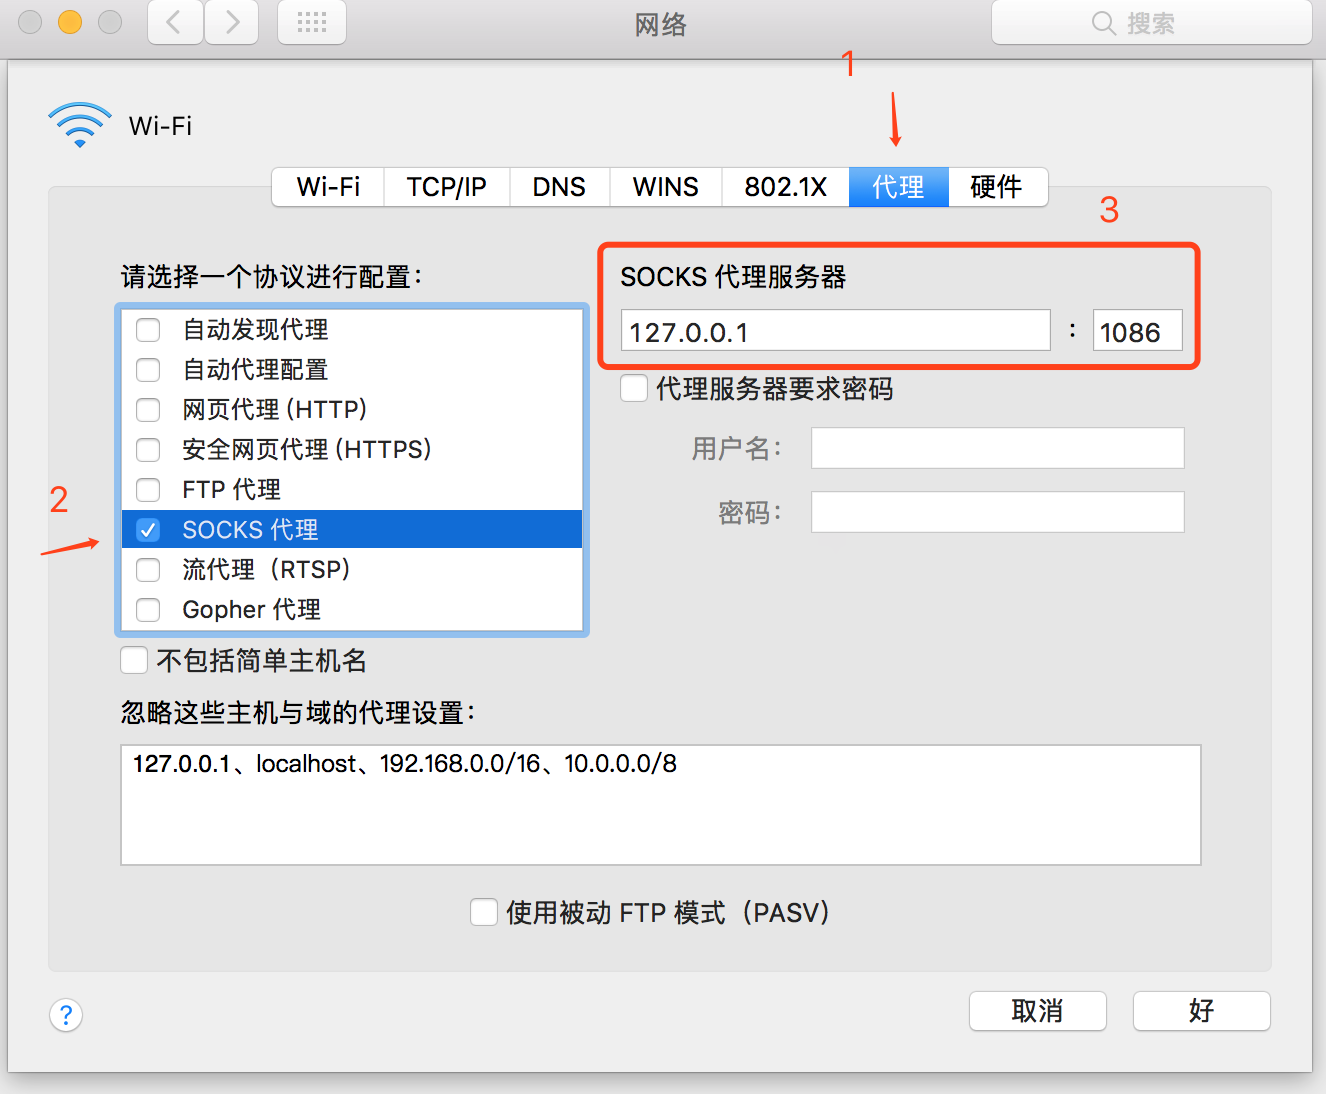 网络
搜索
1
Wi-Fi
Wi-Fi TCP/IP DNS WINS 802.1X 代理 硬件
3
请选择一个协议进行配置：
自动发现代理
自动代理配置
网页代理 (HTTP)
安全网页代理 (HTTPS)
FTP 代理
2
SOCKS 代理
流代理（RTSP）
Gopher 代理
SOCKS 代理服务器
127.0.0.1 : 1086
代理服务器要求密码
用户名：
密码：
不包括简单主机名
忽略这些主机与域的代理设置：
127.0.0.1、localhost、192.168.0.0/16、10.0.0.0/8
使用被动 FTP 模式（PASV）
?
取消
好